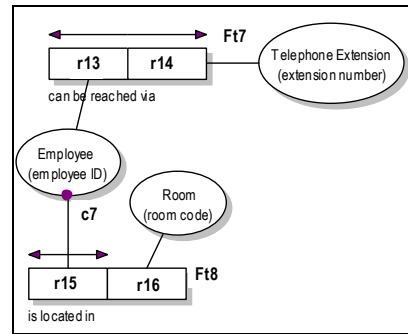 Ft7
r13 r14
Telephone Extension
(extension number)
can be reached via
Employee
(employee ID)
Room
(room code)
c7
r15 r16
Ft8
is located in